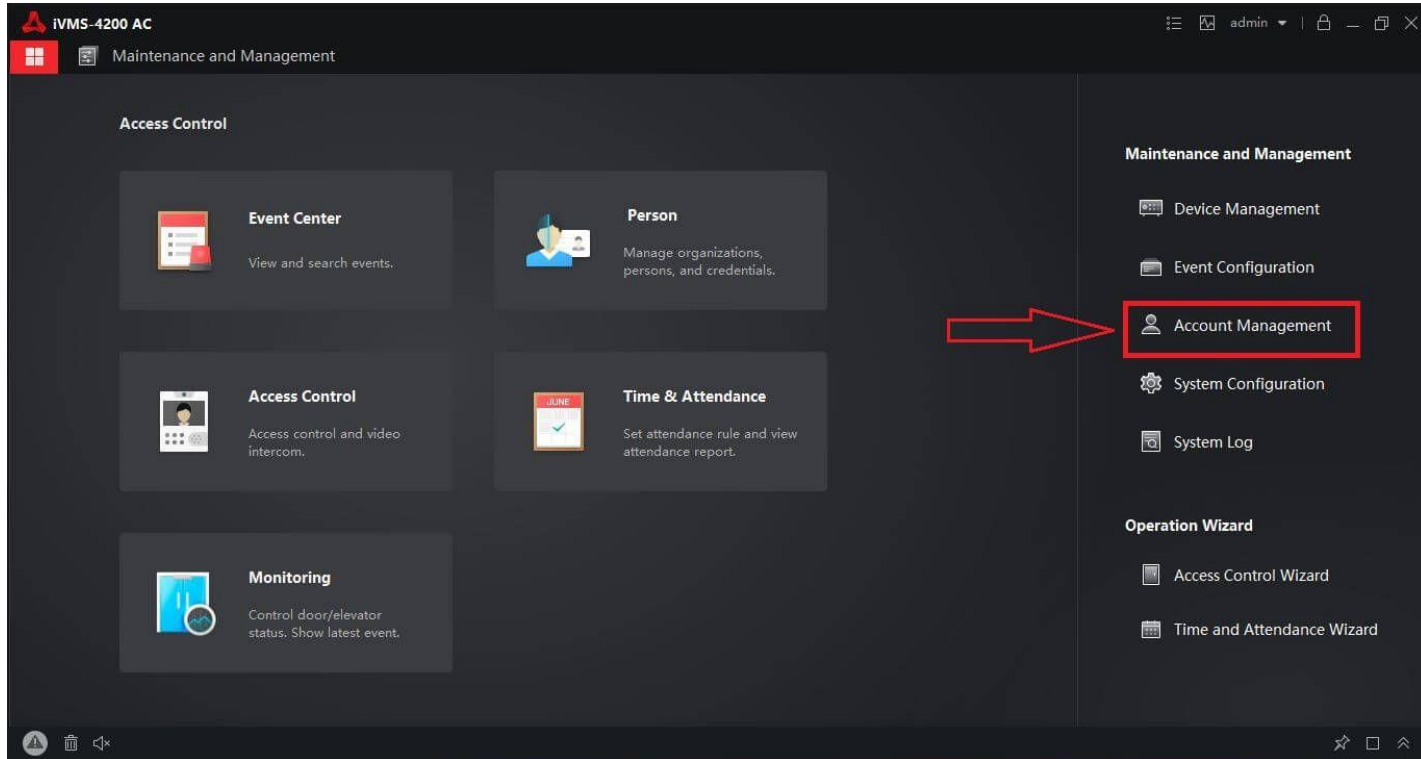 iVMS-4200 AC
admin
Maintenance and Management
Access Control
Event Center
View and search events.
Person
Manage organizations,
persons, and credentials.
Access Control
Access control and video
intercom.
JUNE
Time & Attendance
Set attendance rule and view
attendance report.
Monitoring
Control door/elevator
status. Show latest event.
Maintenance and Management
Device Management
Event Configuration
Account Management
System Configuration
System Log
Operation Wizard
Access Control Wizard
Time and Attendance Wizard